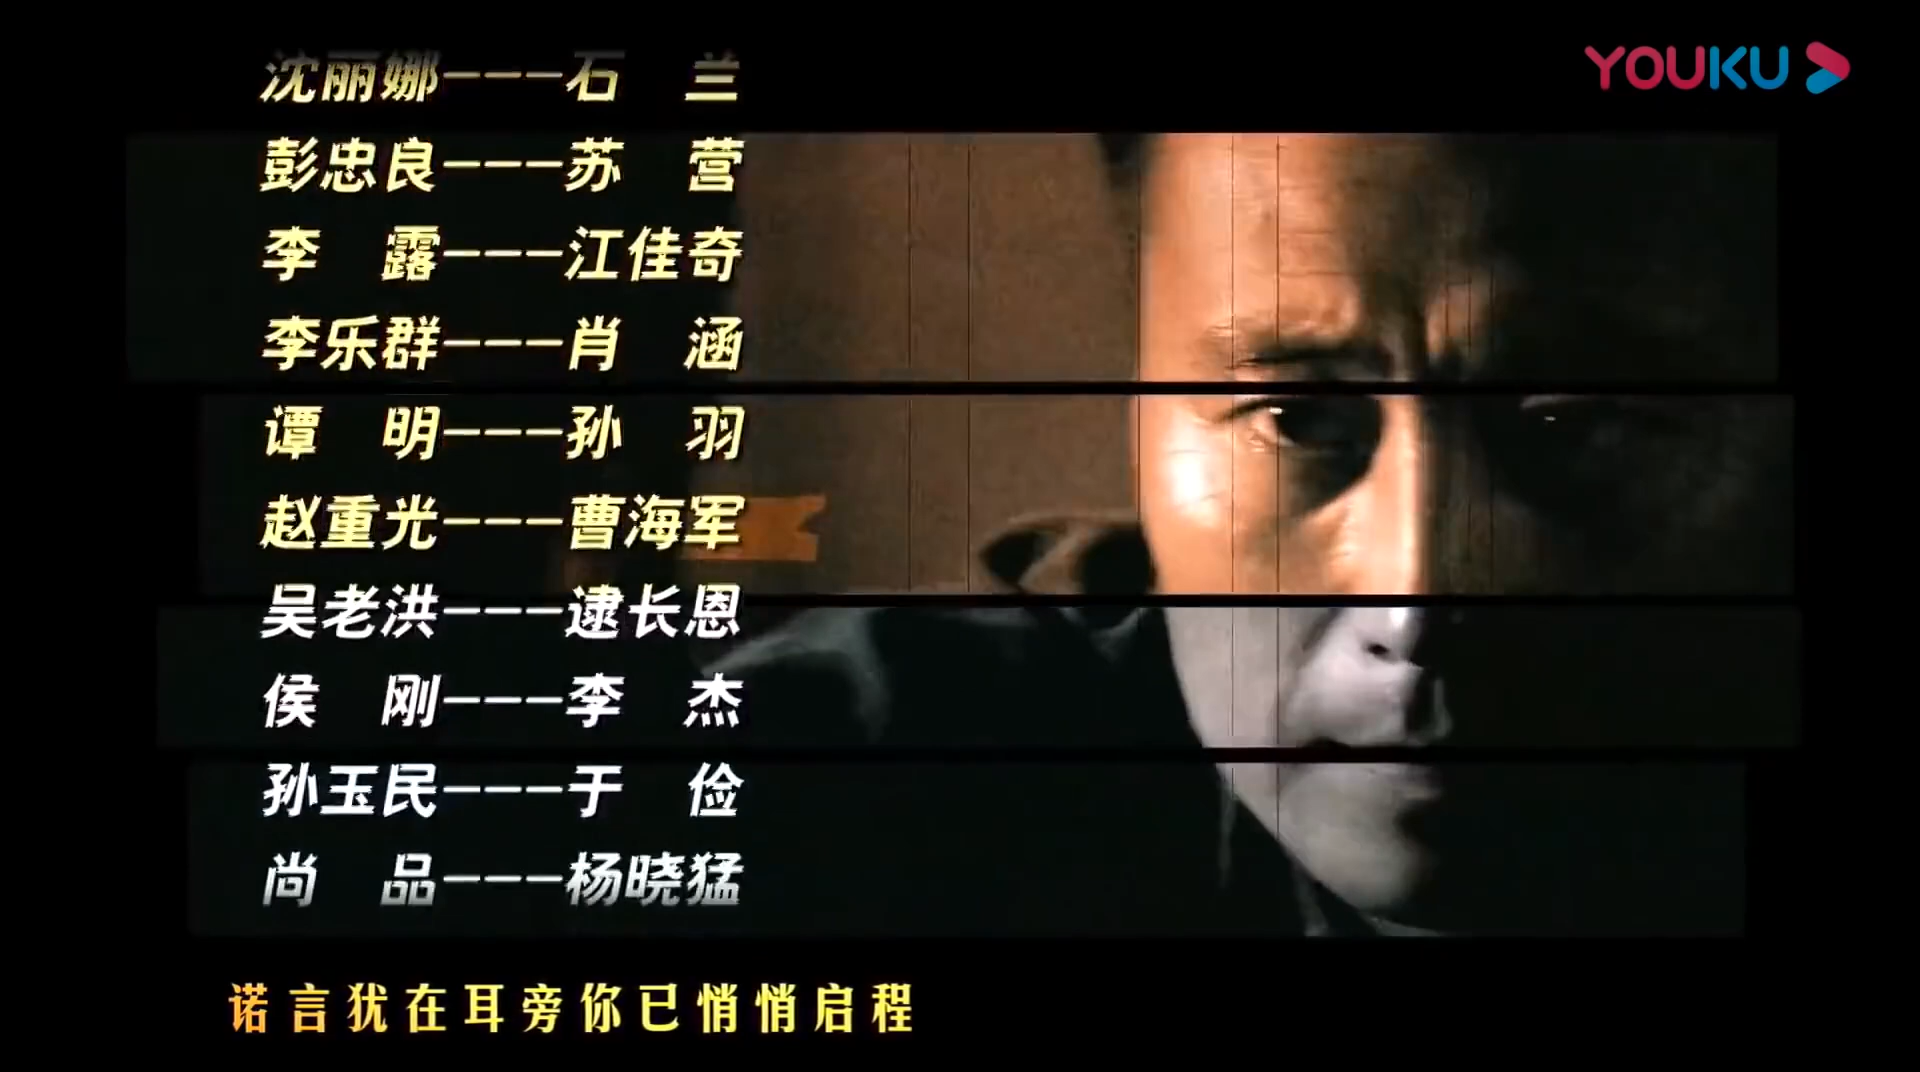 沈丽娜---石　兰
YOUKU
彭忠良---苏　营
李　露---江佳奇
李乐群---肖　涵
谭　明---孙　羽
赵重光---曹海军
吴老洪---逯长恩
侯　刚---李　杰
孙玉民---于　俭
尚　品---杨晓猛
诺言犹在耳旁你已悄悄启程